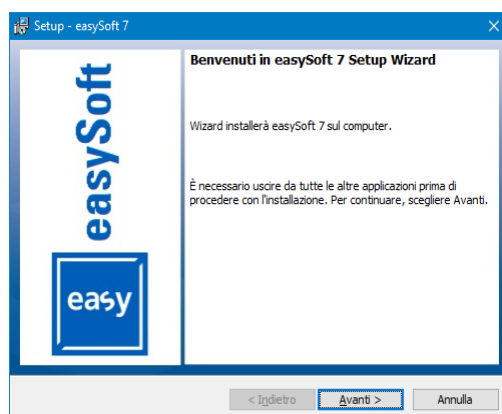 Setup - easySoft 7
easySoft
easy
Benvenuti in easySoft 7 Setup Wizard
Wizard installerà easySoft 7 sul computer.
È necessario uscire da tutte le altre applicazioni prima di
procedere con l'installazione. Per continuare, scegliere Avanti.
< Indietro
Avanti >
Annulla